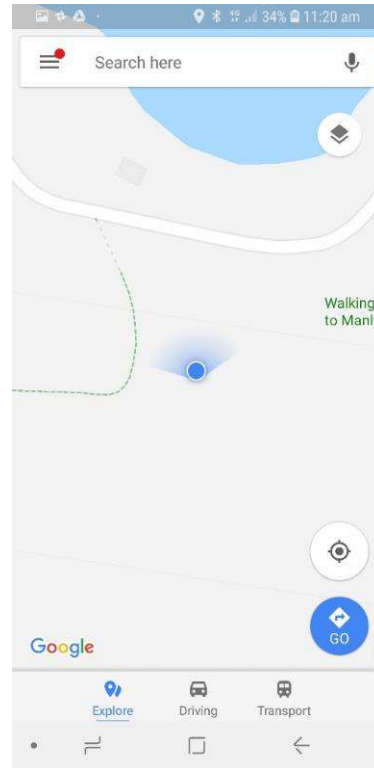 34% 11:20 am
Search here
Walking
to Manl
GO
Google
Explore Driving Transport